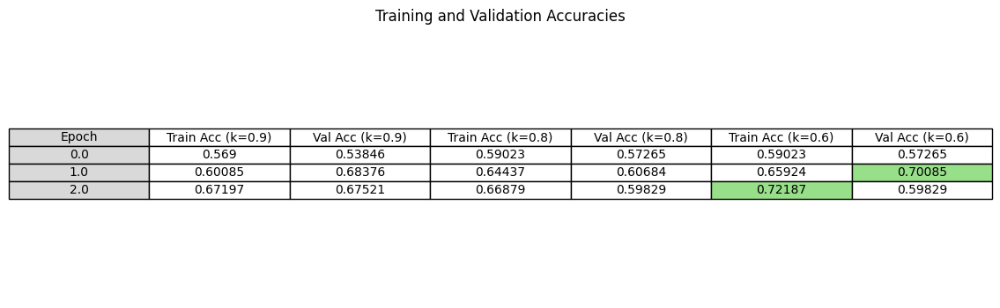 Training and Validation Accuracies
Epoch Train Acc (k=0.9) Val Acc (k=0.9) Train Acc (k=0.8) Val Acc (k=0.8) Train Acc (k=0.6) Val Acc (k=0.6)
0.0 0.569 0.53846 0.59023 0.57265 0.59023 0.57265
1.0 0.60085 0.68376 0.64437 0.60684 0.65924 0.70085
2.0 0.67197 0.67521 0.66879 0.59829 0.72187 0.59829